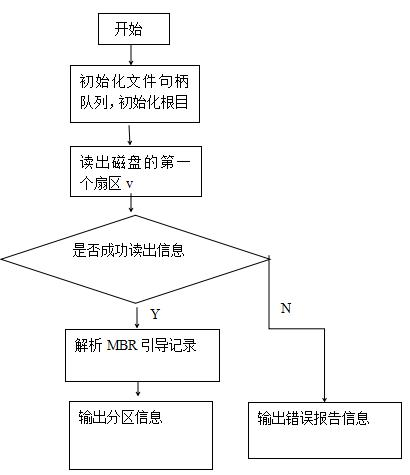 开始
初始化文件句柄
队列，初始化根目
读出磁盘的第一
个扇区 v
是否成功读出信息
Y
N
解析 MBR 引导记录
输出分区信息
输出错误报告信息